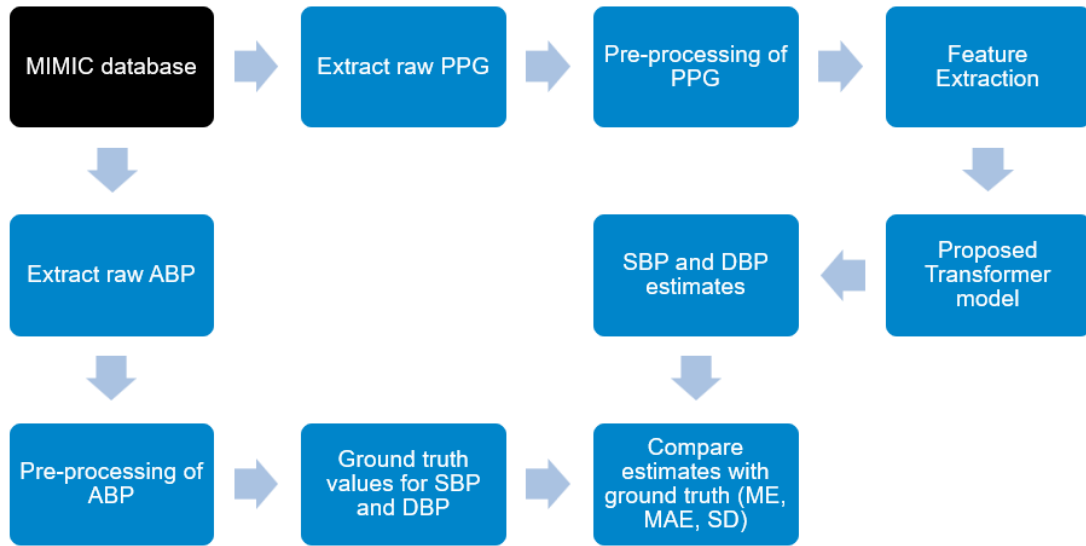 MIMIC database
Extract raw PPG
Pre-processing of
PPG
Feature
Extraction
Extract raw ABP
SBP and DBP
estimates
Proposed
Transformer
model
Pre-processing of
ABP
Ground truth
values for SBP
and DBP
Compare
estimates with
ground truth (ME,
MAE, SD)